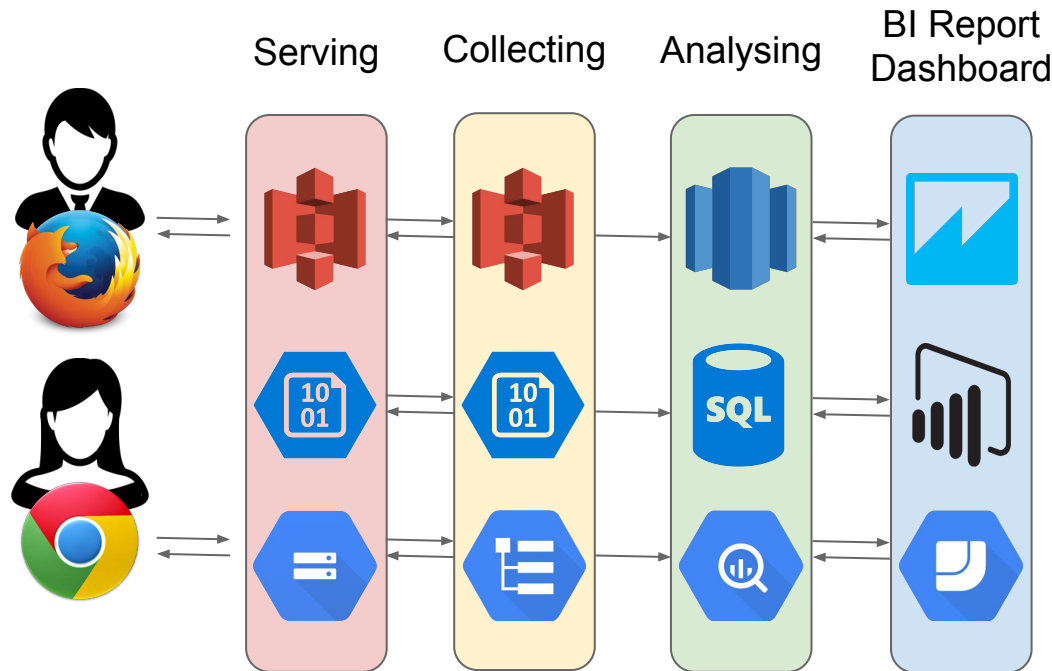 Serving
Collecting
Analysing
BI Report
Dashboard
10
01
10
01
SQL